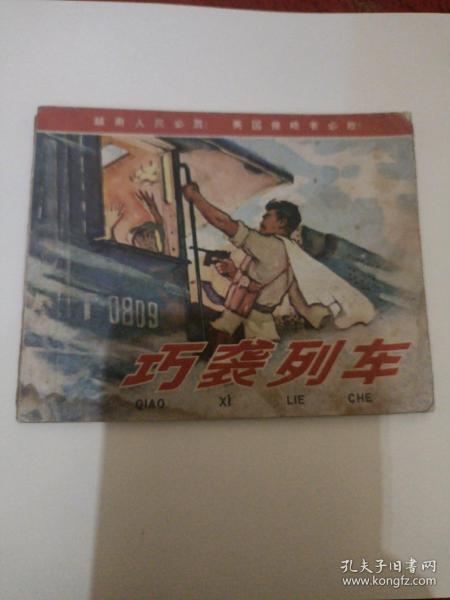 越南人民必胜！ 美国侵略者必败！
0809
巧袭列车
QIAO XÍ LIE CHE
孔夫子旧书网
www.kongfz.com